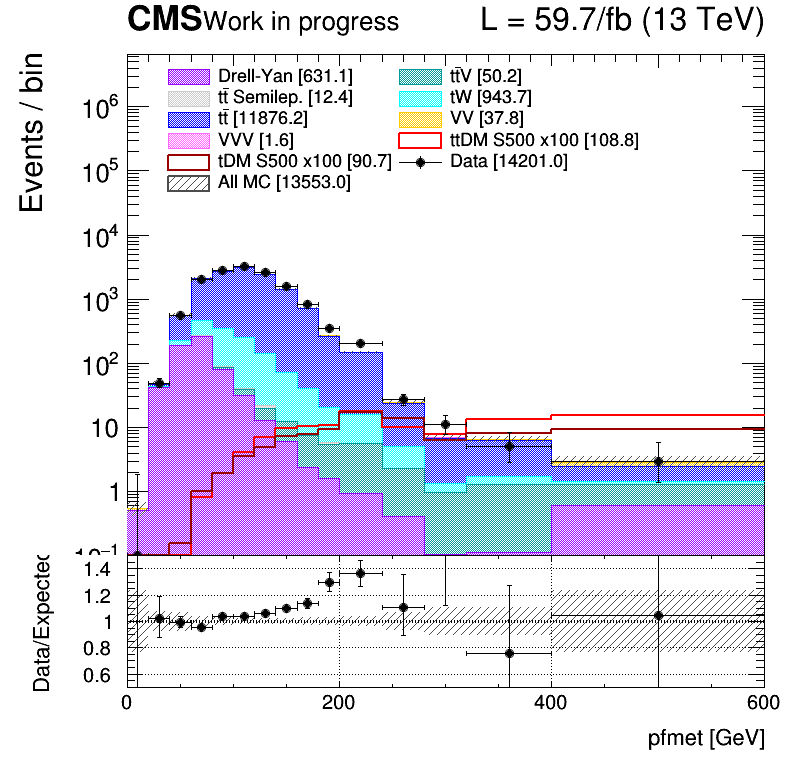 CMS Work in progress L = 59.7/fb (13 TeV)
Events / bin
Drell-Yan [631.1] tt̄V [50.2]
tt̄ Semilep. [12.4] tW [943.7]
tt̄ [11876.2] VV [37.8]
VVV [1.6] ttDM S500 x100 [108.8]
tDM S500 x100 [90.7] Data [14201.0]
All MC [13553.0]
10⁶
10⁵
10⁴
10³
10²
10
1
10⁻¹
Data/Expected
1.4
1.2
1
0.8
0.6
0 200 400 600
pfmet [GeV]